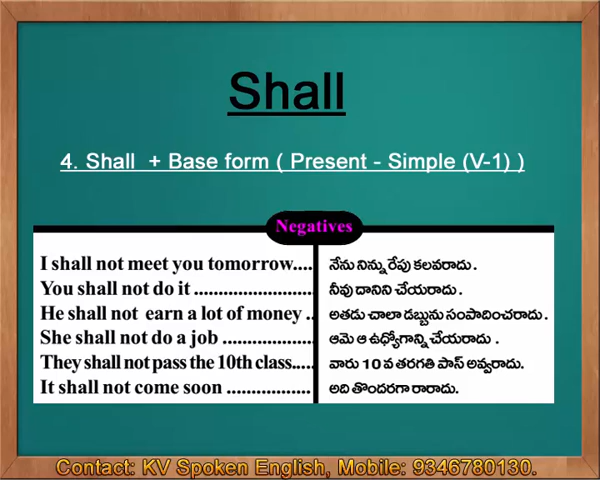 Shall
4. Shall + Base form ( Present - Simple (V-1) )
Negatives
I shall not meet you tomorrow.... నేను నిన్ను రేపు కలవరాదు .
You shall not do it ......................... నీవు దానిని చేయరాదు .
He shall not earn a lot of money .. అతడు చాలా డబ్బును సంపాదించరాదు .
She shall not do a job ................... ఆమె ఆ ఉధ్యోగాన్ని చేయరాదు .
They shall not pass the 10th class..... వారు 10 వ తరగతి పాస్ అవ్వరాదు.
It shall not come soon .................. అది తొందరగా రారాదు.
Contact: KV Spoken English, Mobile: 9346780130.